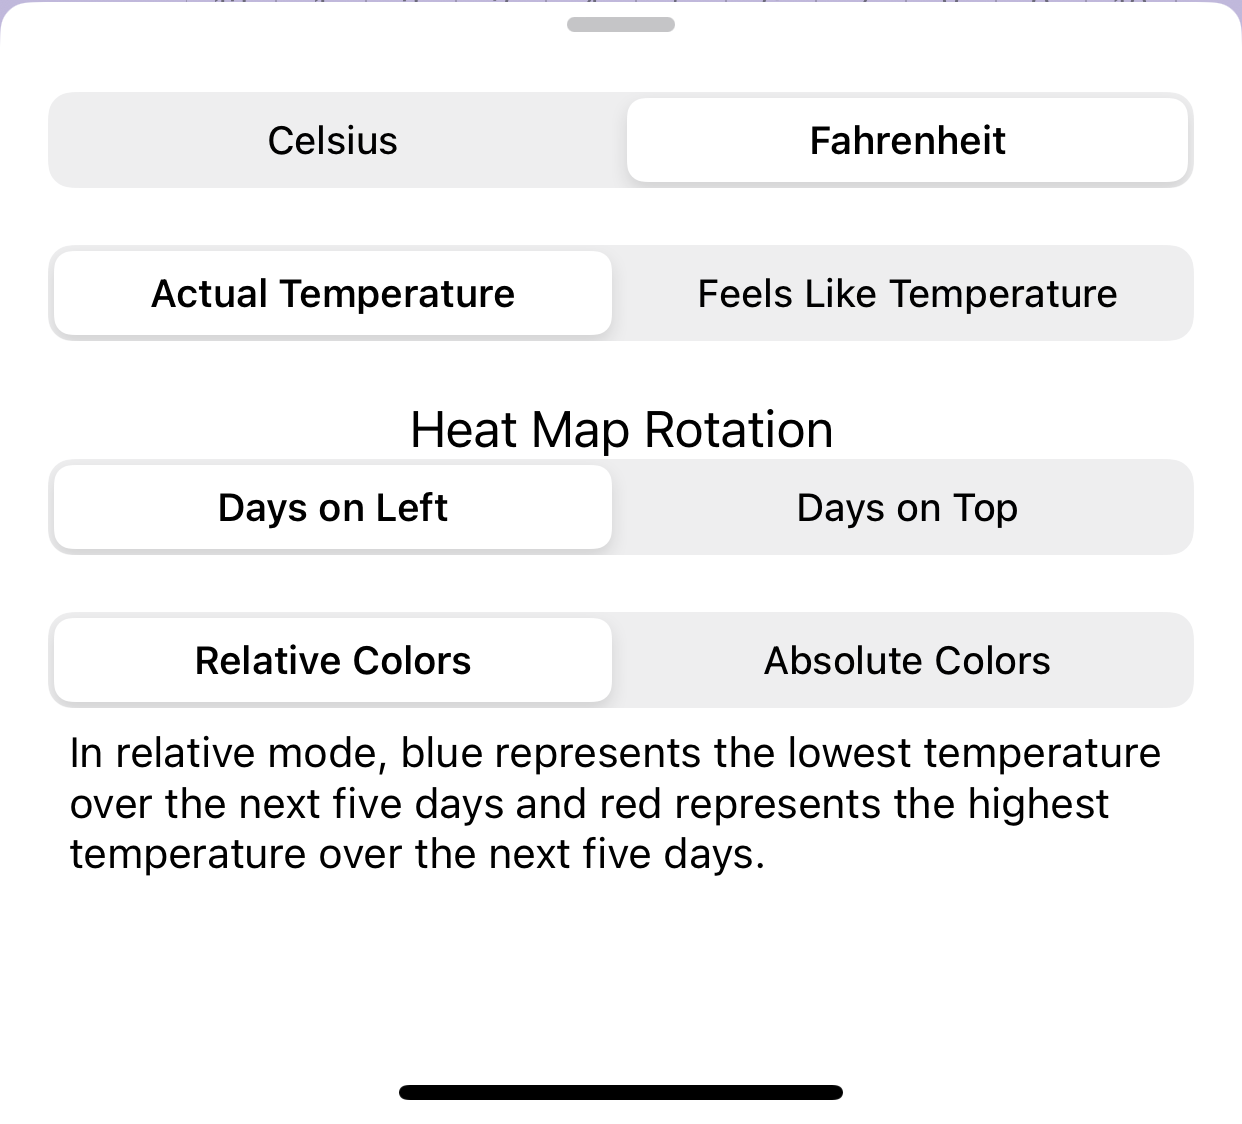 Celsius
Fahrenheit
Actual Temperature
Feels Like Temperature
Heat Map Rotation
Days on Left
Days on Top
Relative Colors
Absolute Colors
In relative mode, blue represents the lowest temperature
over the next five days and red represents the highest
temperature over the next five days.